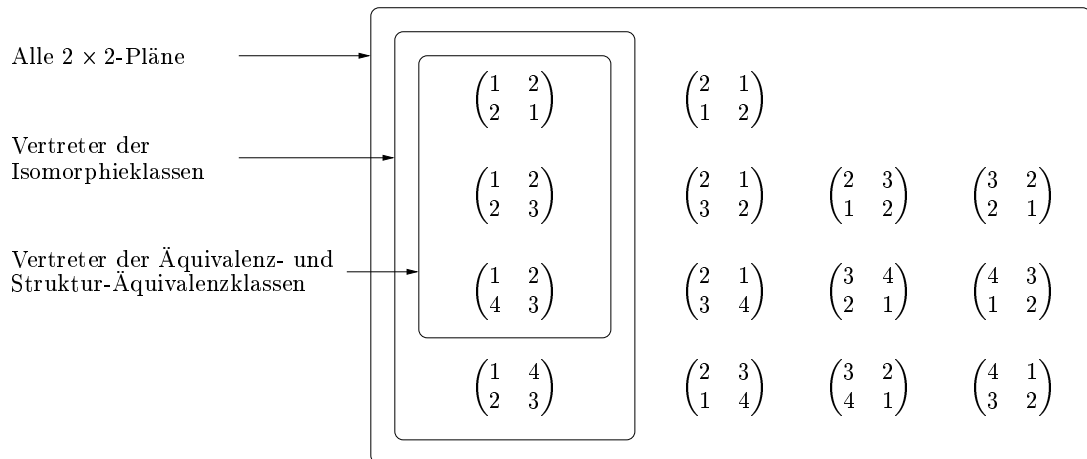 Alle 2 × 2-Pläne
Vertreter der
Isomorphieklassen
Vertreter der Äquivalenz- und
Struktur-Äquivalenzklassen
1 2 2 1
2 1 1 2
1 2 2 1 2 3 3 2
2 3 3 2 1 2 2 1
1 2 2 1 3 4 4 3
4 3 3 4 2 1 1 2
1 4 2 3 3 2 4 1
2 3 1 4 4 1 3 2